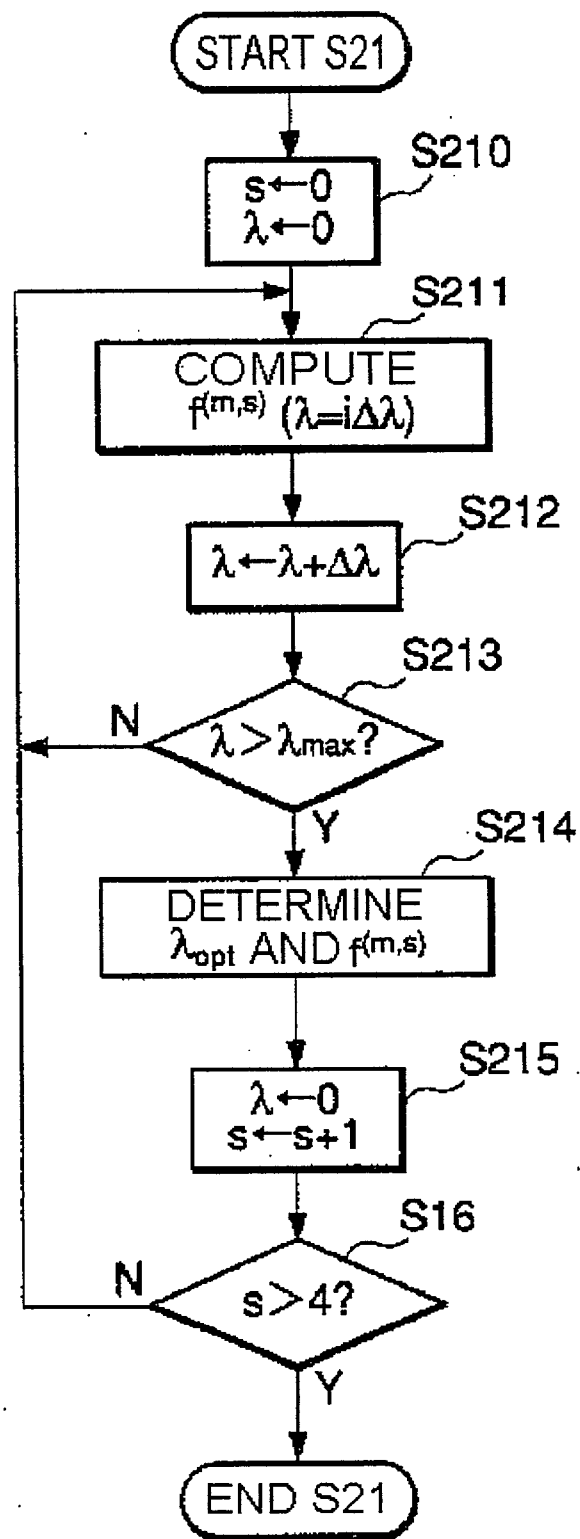 START S21
S210
s←0
λ←0
S211
COMPUTE
f(m,s) (λ=iΔλ)
S212
λ←λ+Δλ
S213
N
λ>λmax?
Y
S214
DETERMINE
λopt AND f(m,s)
S215
λ←0
s←s+1
S16
N
s>4?
Y
END S21